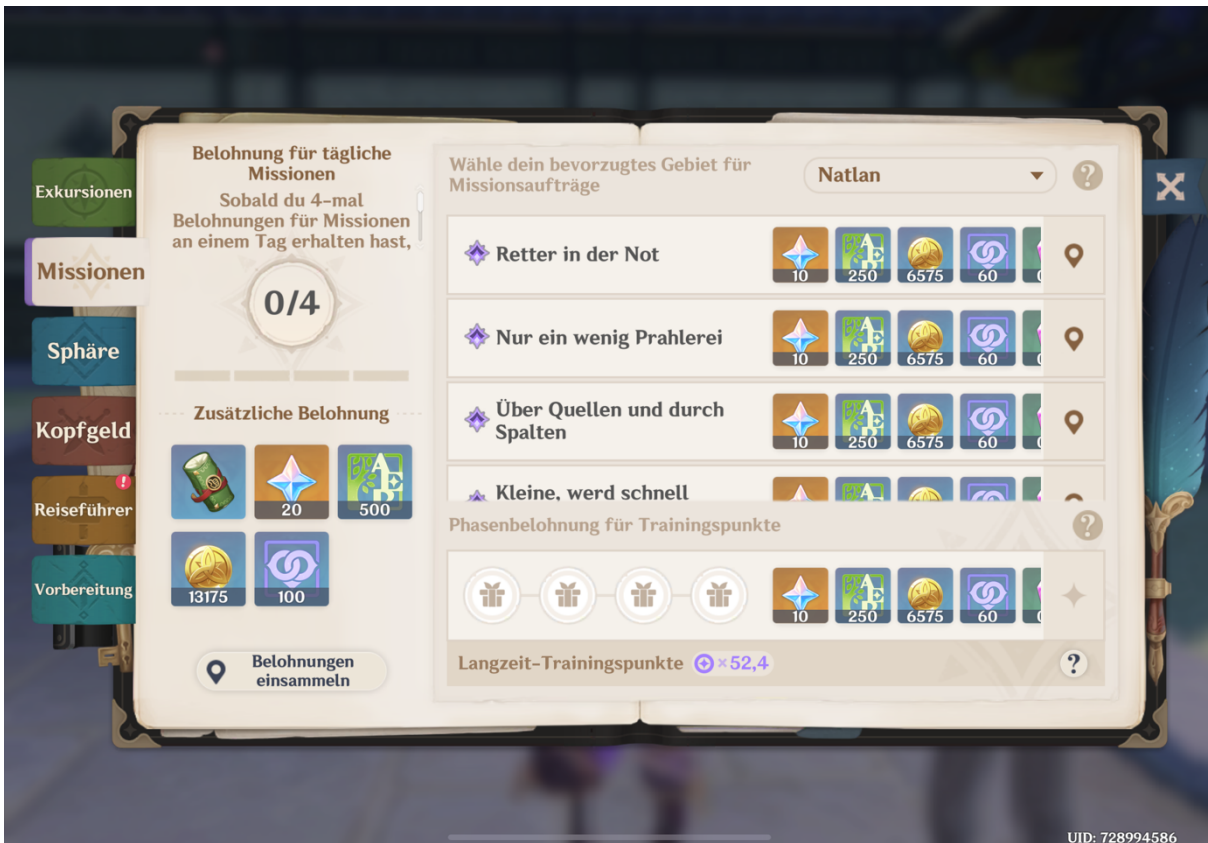 Belohnung für tägliche
Missionen
Sobald du 4-mal
Belohnungen für Missionen
an einem Tag erhalten hast,
0/4
Zusätzliche Belohnung
20
500
13175
100
Belohnungen
einsammeln
Exkursionen
Missionen
Sphäre
Kopfgeld
Reiseführer
Vorbereitung
Wähle dein bevorzugtes Gebiet für
Missionsaufträge
Natlan
?
Retter in der Not
10 250 6575 60
Nur ein wenig Prahlerei
10 250 6575 60
Über Quellen und durch
Spalten
10 250 6575 60
Kleine, werd schnell
Phasenbelohnung für Trainingspunkte
?
10 250 6575 60
Langzeit-Trainingspunkte ×52,4
?
UID: 728994586